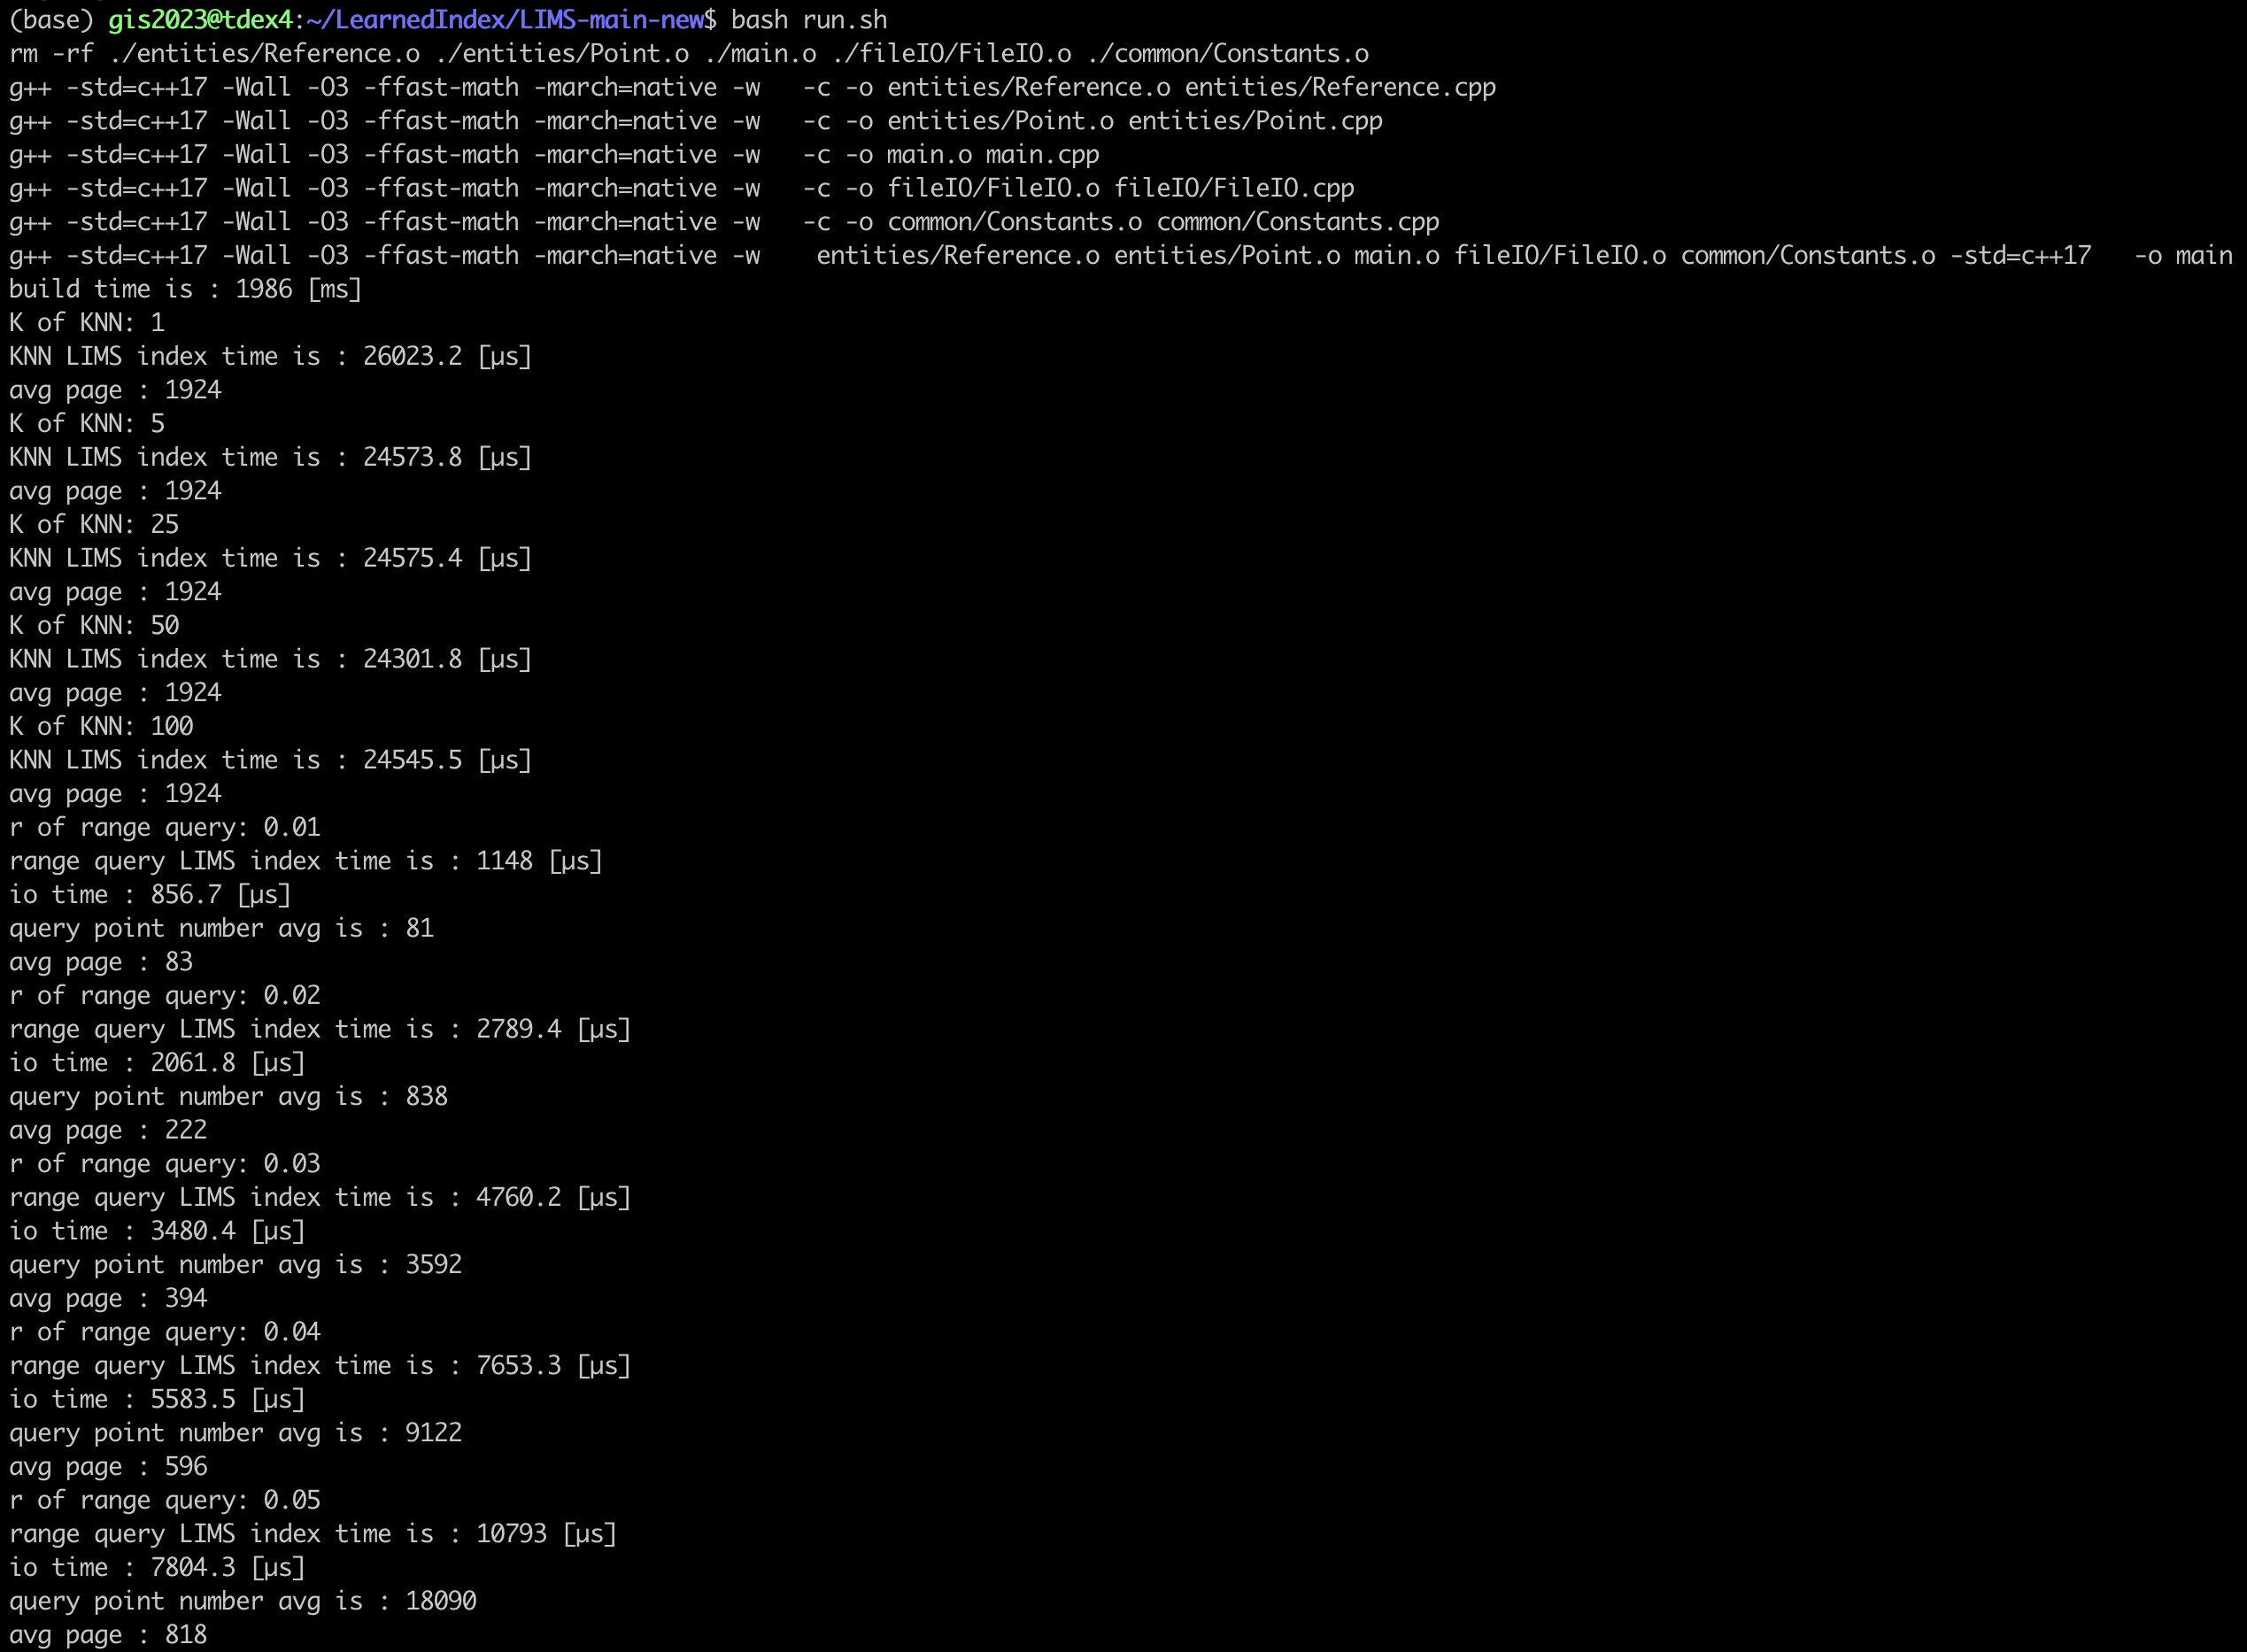 (base) gis2023@tdex4:~/LearnedIndex/LIMS-main-new$ bash run.sh
rm -rf ./entities/Reference.o ./entities/Point.o ./main.o ./fileIO/FileIO.o ./common/Constants.o
g++ -std=c++17 -Wall -O3 -ffast-math -march=native -w   -c -o entities/Reference.o entities/Reference.cpp
g++ -std=c++17 -Wall -O3 -ffast-math -march=native -w   -c -o entities/Point.o entities/Point.cpp
g++ -std=c++17 -Wall -O3 -ffast-math -march=native -w   -c -o main.o main.cpp
g++ -std=c++17 -Wall -O3 -ffast-math -march=native -w   -c -o fileIO/FileIO.o fileIO/FileIO.cpp
g++ -std=c++17 -Wall -O3 -ffast-math -march=native -w   -c -o common/Constants.o common/Constants.cpp
g++ -std=c++17 -Wall -O3 -ffast-math -march=native -w    entities/Reference.o entities/Point.o main.o fileIO/FileIO.o common/Constants.o -std=c++17   -o main
build time is : 1986 [ms]
K of KNN: 1
KNN LIMS index time is : 26023.2 [µs]
avg page : 1924
K of KNN: 5
KNN LIMS index time is : 24573.8 [µs]
avg page : 1924
K of KNN: 25
KNN LIMS index time is : 24575.4 [µs]
avg page : 1924
K of KNN: 50
KNN LIMS index time is : 24301.8 [µs]
avg page : 1924
K of KNN: 100
KNN LIMS index time is : 24545.5 [µs]
avg page : 1924
r of range query: 0.01
range query LIMS index time is : 1148 [µs]
io time : 856.7 [µs]
query point number avg is : 81
avg page : 83
r of range query: 0.02
range query LIMS index time is : 2789.4 [µs]
io time : 2061.8 [µs]
query point number avg is : 838
avg page : 222
r of range query: 0.03
range query LIMS index time is : 4760.2 [µs]
io time : 3480.4 [µs]
query point number avg is : 3592
avg page : 394
r of range query: 0.04
range query LIMS index time is : 7653.3 [µs]
io time : 5583.5 [µs]
query point number avg is : 9122
avg page : 596
r of range query: 0.05
range query LIMS index time is : 10793 [µs]
io time : 7804.3 [µs]
query point number avg is : 18090
avg page : 818